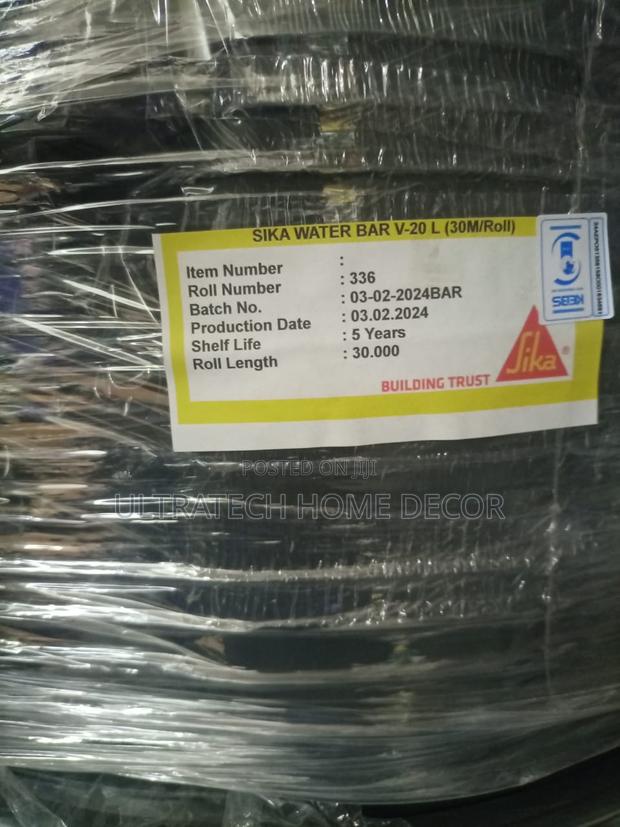 SIKA WATER BAR V-20 L (30M/Roll)
Item Number :
Roll Number : 336
Batch No. : 03-02-2024BAR
Production Date : 03.02.2024
Shelf Life : 5 Years
Roll Length : 30.000
BUILDING TRUST
Sika ®
KEBS
POSTED ON JIJI
ULTRATECH HOME DECOR